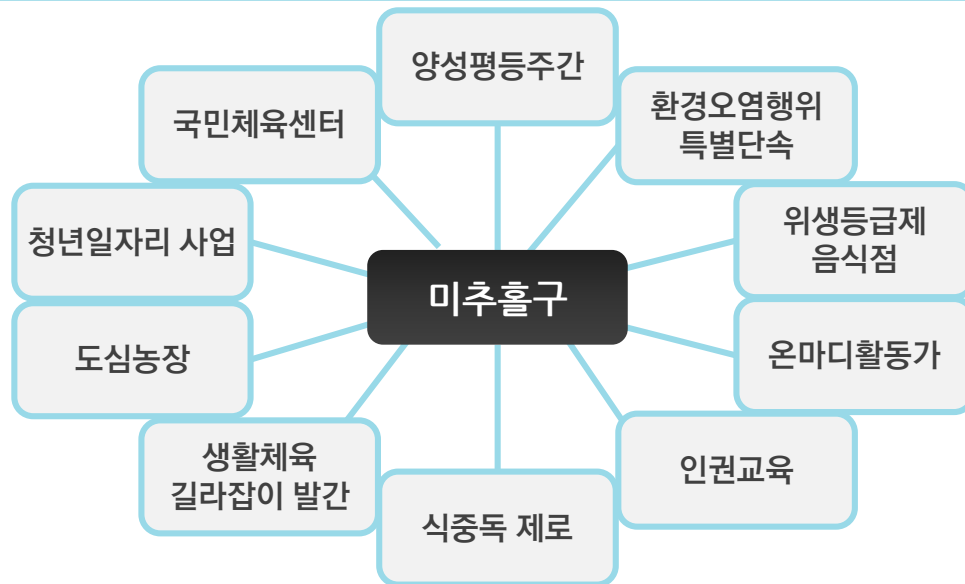 양성평등주간
국민체육센터
환경오염행위
특별단속
청년일자리 사업
위생등급제
음식점
미추홀구
도심농장
온마디활동가
생활체육
길라잡이 발간
인권교육
식중독 제로